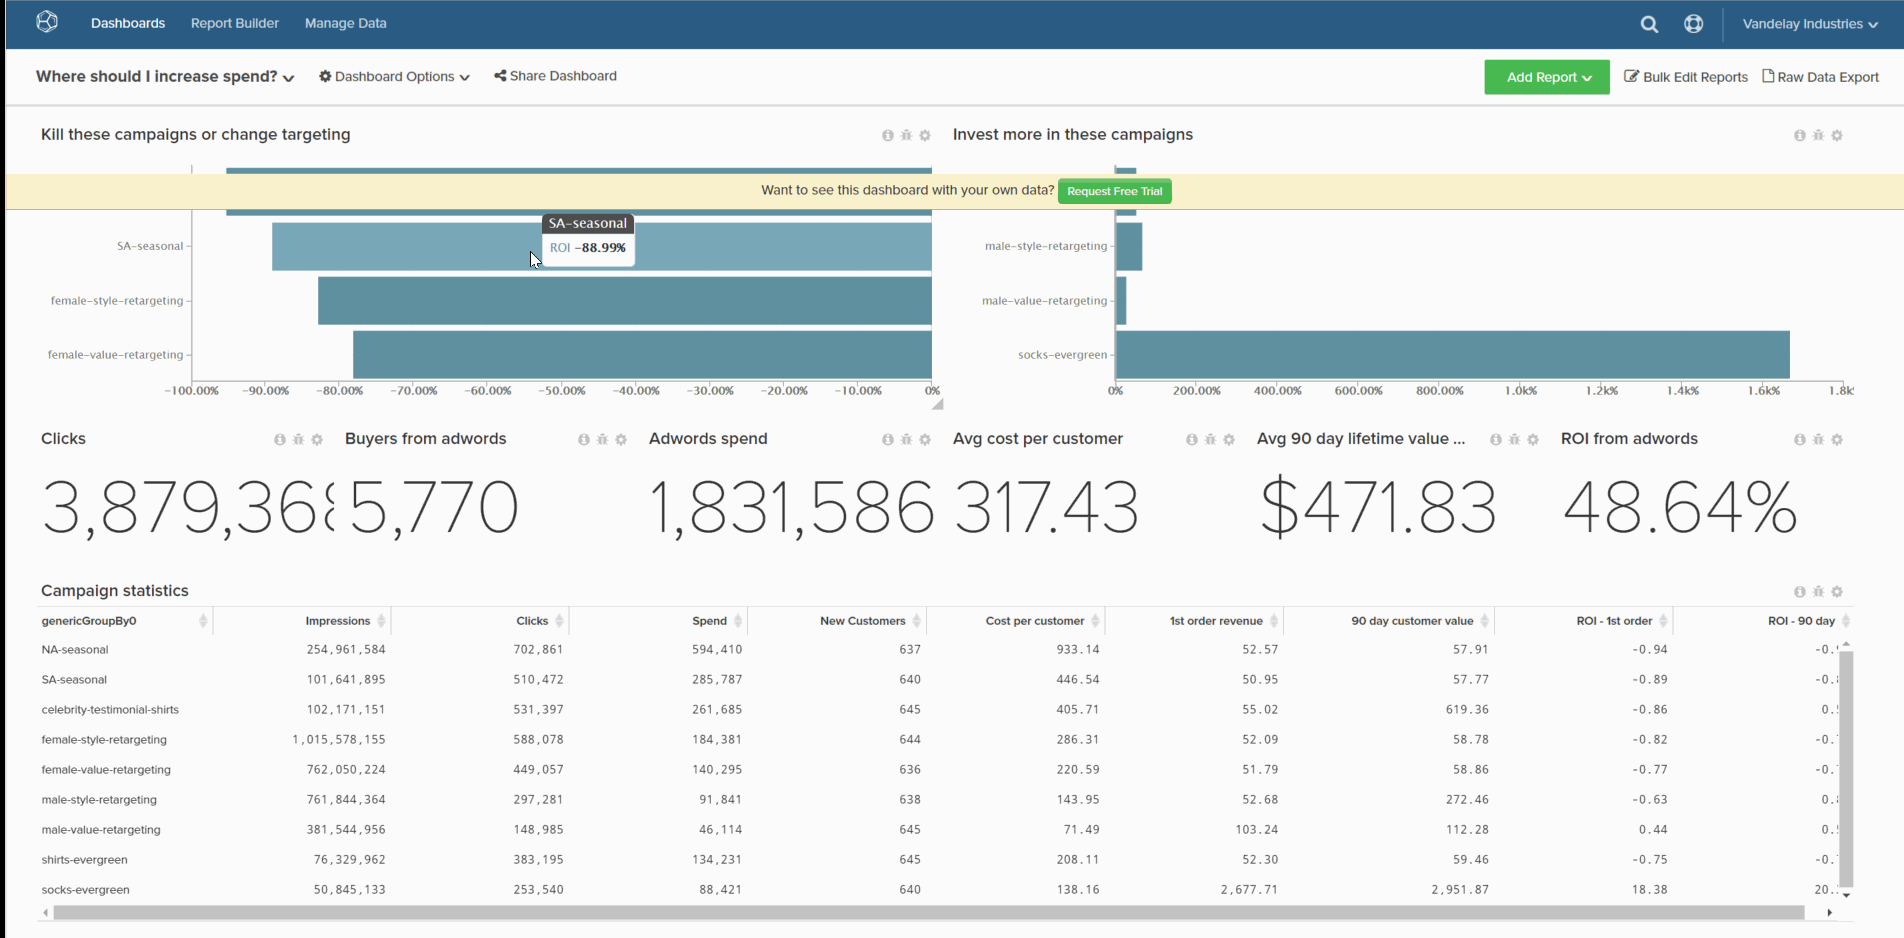 Dashboards Report Builder Manage Data Vandelay Industries
Where should I increase spend? Dashboard Options Share Dashboard Add Report Bulk Edit Reports Raw Data Export
Kill these campaigns or change targeting
Invest more in these campaigns
Want to see this dashboard with your own data? Request Free Trial
SA-seasonal
ROI -88.99%
SA-seasonal
female-style-retargeting
female-value-retargeting
-100.00% -90.00% -80.00% -70.00% -60.00% -50.00% -40.00% -30.00% -20.00% -10.00% 0%
male-style-retargeting
male-value-retargeting
socks-evergreen
0% 200.00% 400.00% 600.00% 800.00% 1.0k% 1.2k% 1.4k% 1.6k% 1.8k
Clicks Buyers from adwords Adwords spend Avg cost per customer Avg 90 day lifetime value ... ROI from adwords
3,879,36 5,770 1,831,586 317.43 $471.83 48.64%
Campaign statistics
genericGroupBy0 Impressions Clicks Spend New Customers Cost per customer 1st order revenue 90 day customer value ROI - 1st order ROI - 90 day
NA-seasonal 254,961,584 702,861 594,410 637 933.14 52.57 57.91 -0.94 -0.
SA-seasonal 101,641,895 510,472 285,787 640 446.54 50.95 57.77 -0.89 -0.
celebrity-testimonial-shirts 102,171,151 531,397 261,685 645 405.71 55.02 619.36 -0.86 0.
female-style-retargeting 1,015,578,155 588,078 184,381 644 286.31 52.09 58.78 -0.82 -0.
female-value-retargeting 762,050,224 449,057 140,295 636 220.59 51.79 58.86 -0.77 -0.
male-style-retargeting 761,844,364 297,281 91,841 638 143.95 52.68 272.46 -0.63 0.
male-value-retargeting 381,544,956 148,985 46,114 645 71.49 103.24 112.28 0.44 0.
shirts-evergreen 76,329,962 383,195 134,231 645 208.11 52.30 59.46 -0.75 -0.
socks-evergreen 50,845,133 253,540 88,421 640 138.16 2,677.71 2,951.87 18.38 20.